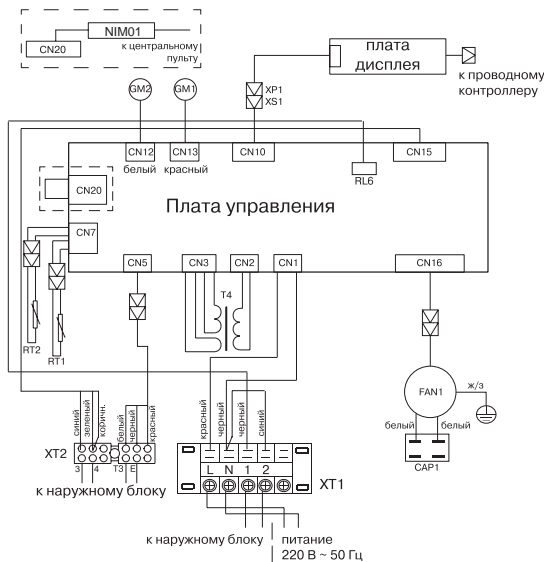 NIM01
CN20
к центральному
пульту
плата
дисплея
к проводному
контроллеру
GM2
GM1
XP1
XS1
CN12
CN13
CN10
CN15
белый
красный
RL6
CN20
Плата управления
CN7
CN5
CN3
CN2
CN1
CN16
T4
RT2
RT1
FAN1
ж/з
белый
белый
CAP1
синий
зеленый
коричн.
белый
черный
красный
красный
черный
черный
синий
XT2
3
4
T3
E
L
N
1
2
XT1
к наружному блоку
к наружному блоку
питание
220 В ~ 50 Гц